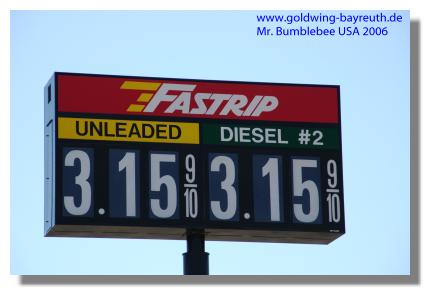 www.goldwing-bayreuth.de
Mr. Bumblebee USA 2006
FASTRIP
UNLEADED DIESEL #2
3.15 9/10 3.15 9/10